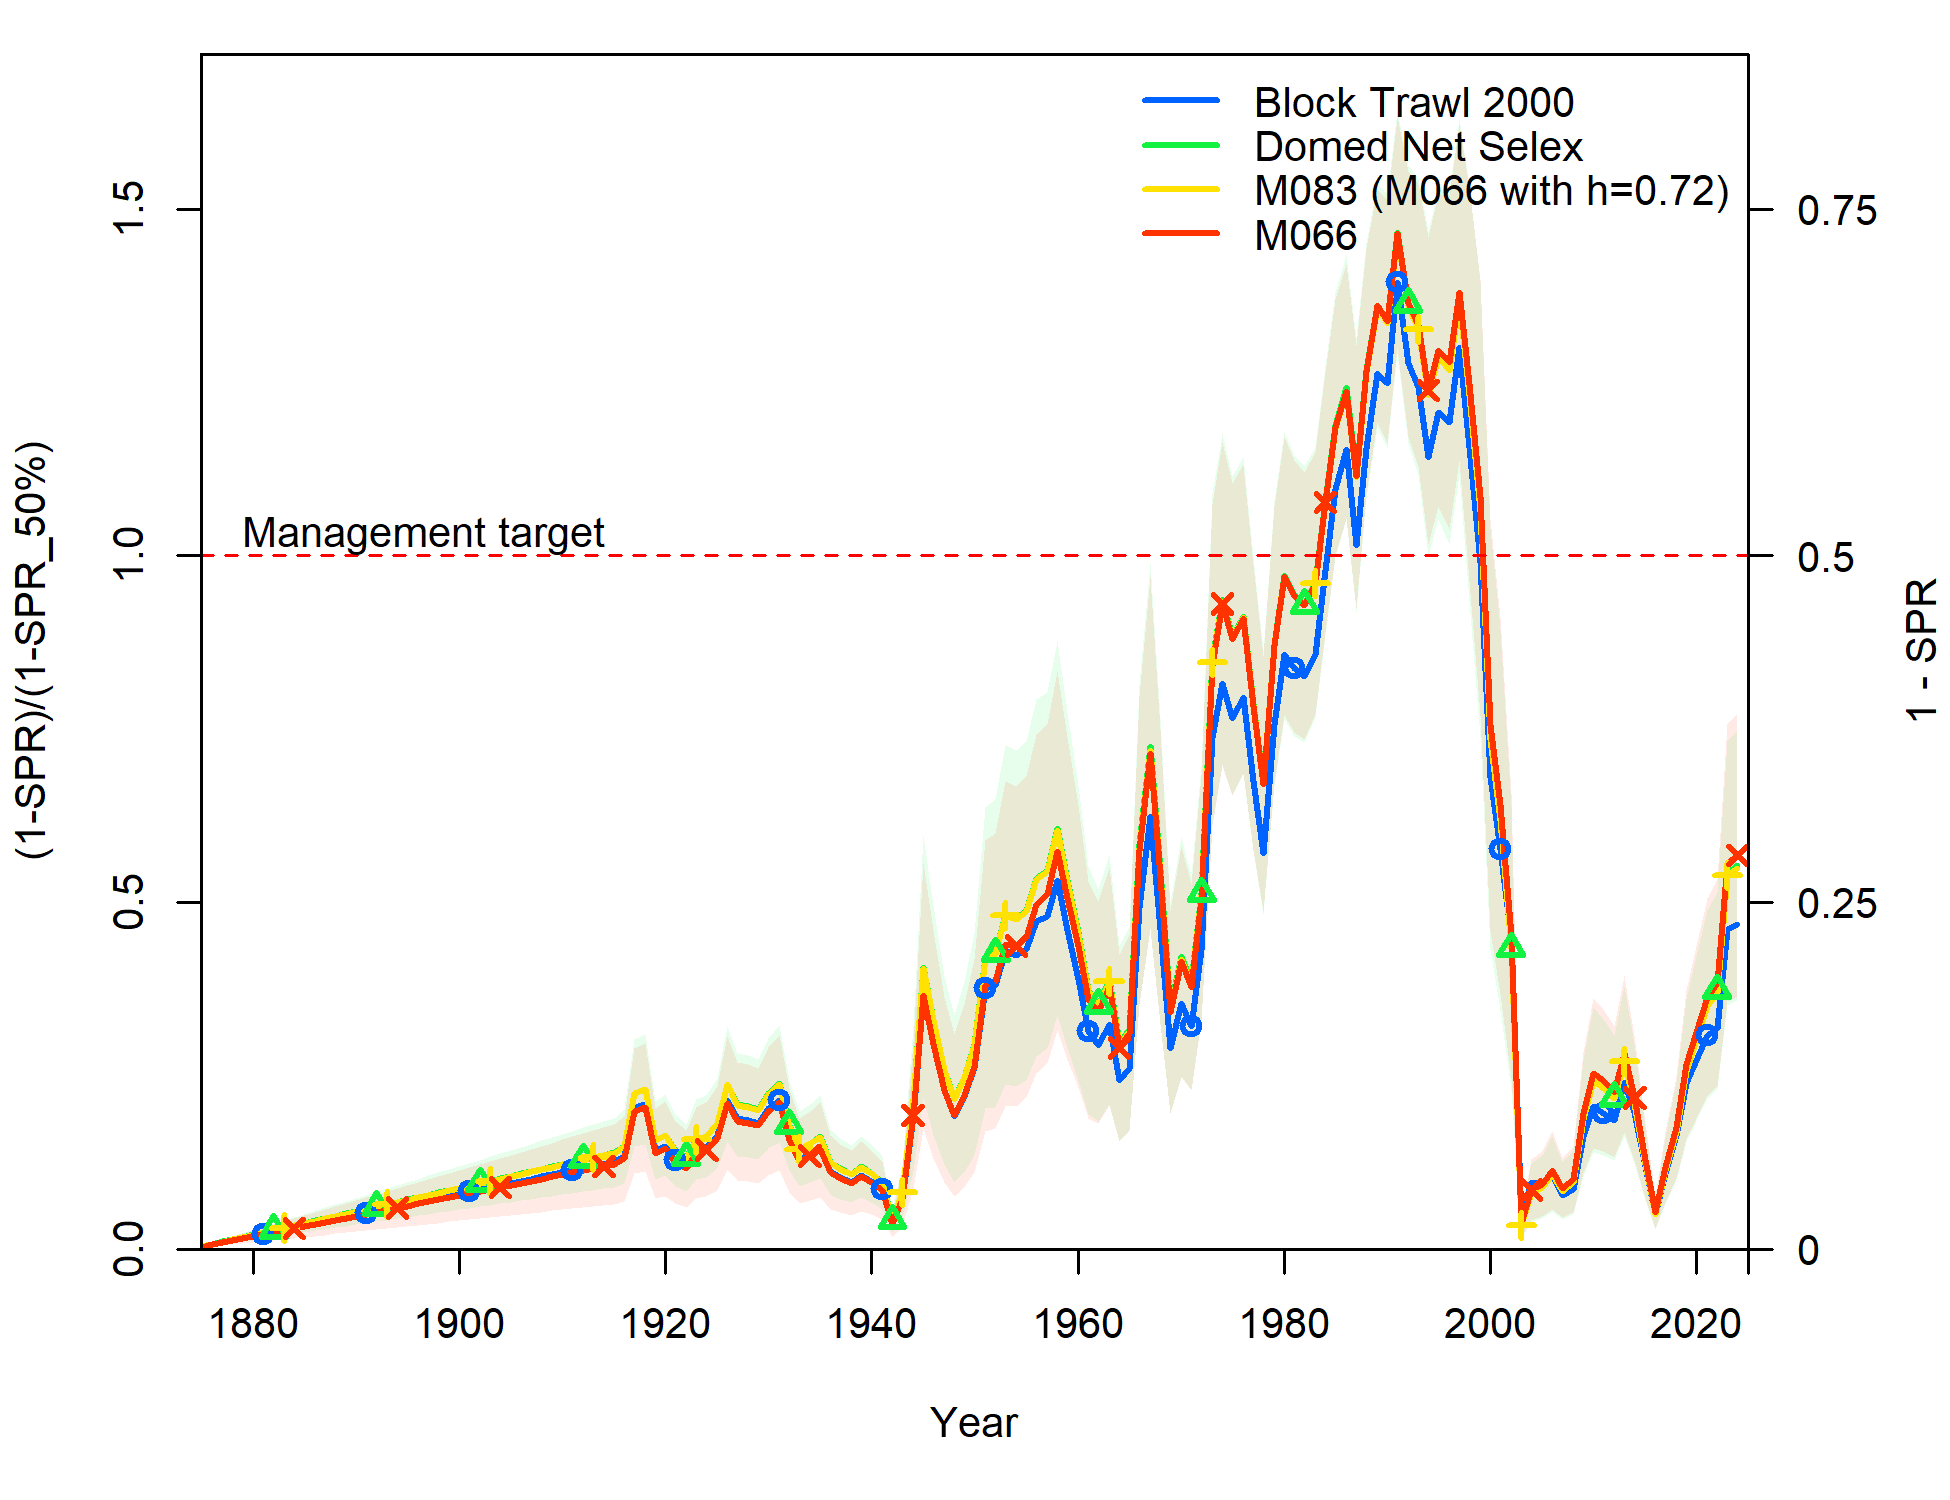 Block Trawl 2000
Domed Net Selex
M083 (M066 with h=0.72)
M066
Management target
(1-SPR)/(1-SPR_50%)
0.0
0.5
1.0
1.5
1 - SPR
0
0.25
0.5
0.75
1880
1900
1920
1940
1960
1980
2000
2020
Year